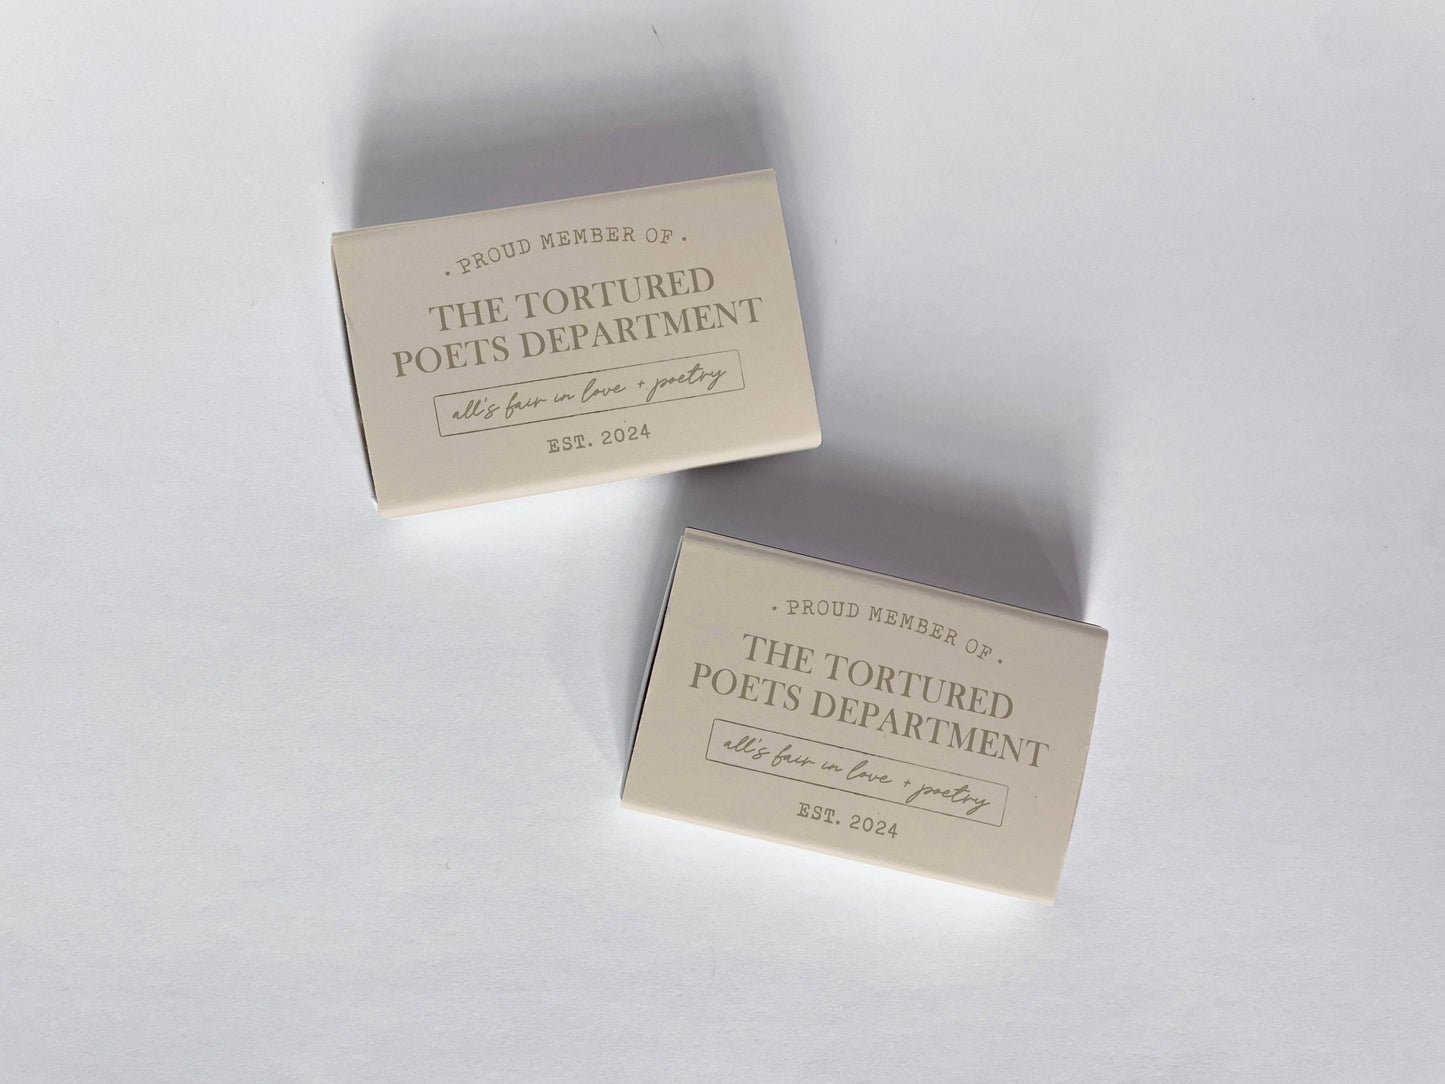 · PROUD MEMBER OF ·
THE TORTURED
POETS DEPARTMENT
all's fair in love + poetry
EST. 2024
· PROUD MEMBER OF ·
THE TORTURED
POETS DEPARTMENT
all's fair in love + poetry
EST. 2024